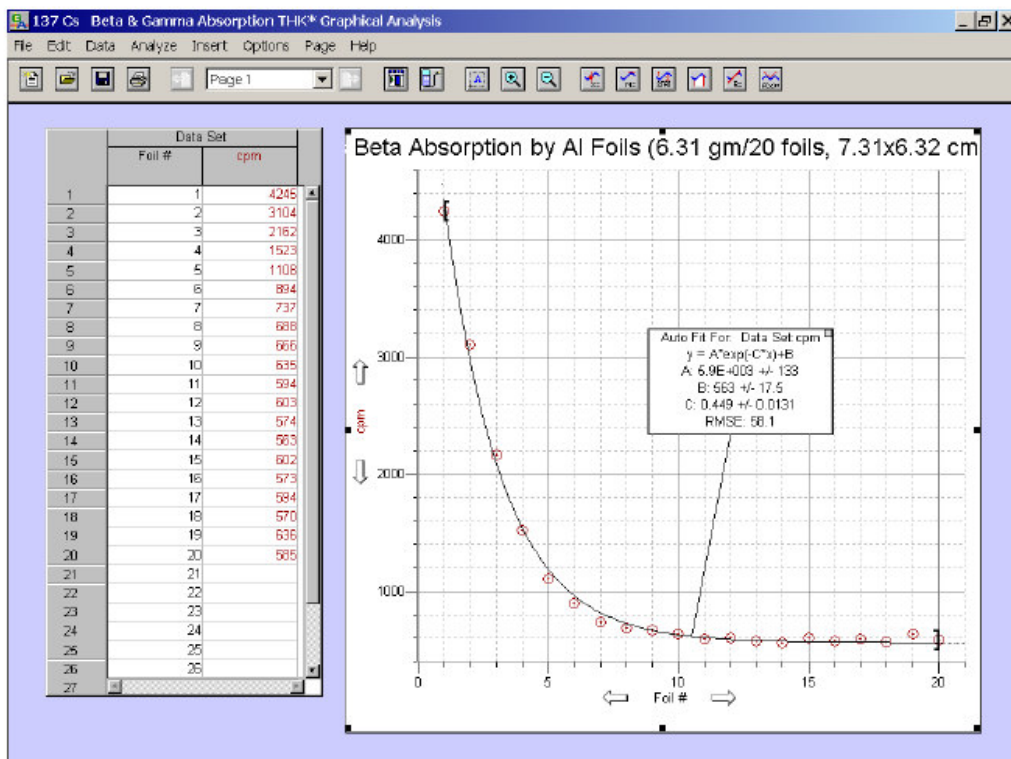 137 Cs Beta & Gamma Absorption THK* Graphical Analysis
File Edit Data Analyze Insert Options Page Help
Page 1
Data Set
Foil # cpm
1 1 4245
2 2 3104
3 3 2162
4 4 1523
5 5 1108
6 6 894
7 7 737
8 8 688
9 9 666
10 10 635
11 11 594
12 12 603
13 13 574
14 14 563
15 15 602
16 16 573
17 17 594
18 18 570
19 19 636
20 20 585
21 21
22 22
23 23
24 24
25 25
26 26
27
Beta Absorption by Al Foils (6.31 gm/20 foils, 7.31x6.32 cm
4000
3000
2000
1000
cpm
Auto Fit For: Data Set:cpm
y = A*exp(-C*x)+B
A: 5.9E+003 +/- 133
B: 563 +/- 17.5
C: 0.449 +/- 0.0131
RMSE: 58.1
0 5 10 15 20
Foil #